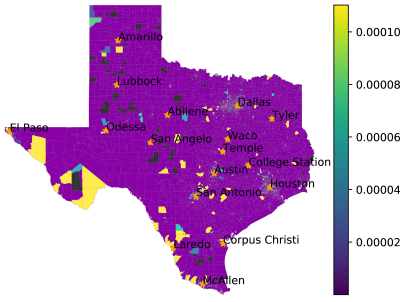 Amarillo
Lubbock
Abilene
Dallas
Tyler
El Paso
Odessa
San Angelo
Waco
Temple
College Station
Austin
San Antonio
Houston
Laredo
Corpus Christi
McAllen
0.00010
0.00008
0.00006
0.00004
0.00002